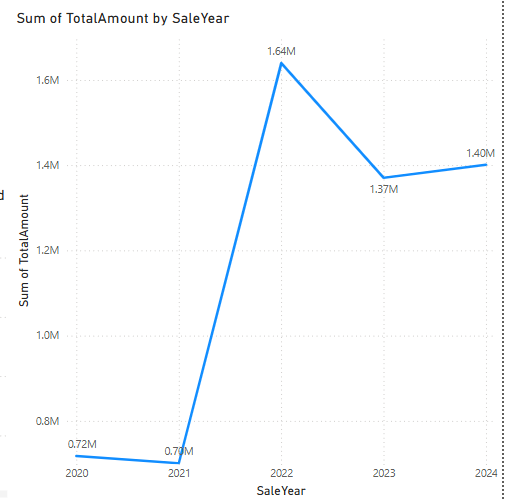 Sum of TotalAmount by SaleYear
1.64M
1.6M
1.40M
1.4M
1.37M
d
1.2M
Sum of TotalAmount
1.0M
0.8M
0.72M
0.70M
2020 2021 2022 2023 2024
SaleYear